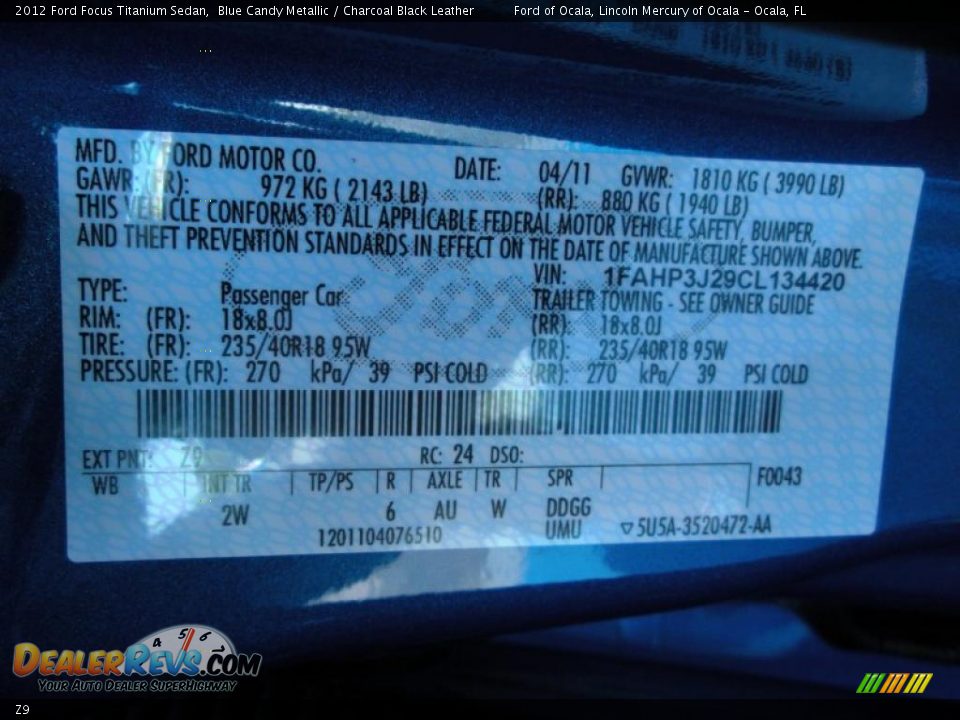 2012 Ford Focus Titanium Sedan, Blue Candy Metallic / Charcoal Black Leather Ford of Ocala, Lincoln Mercury of Ocala - Ocala, FL
MFD. BY FORD MOTOR CO. DATE: 04/11 GVWR: 1810 KG ( 3990 LB)
GAWR: (FR): 972 KG ( 2143 LB) (RR): 880 KG ( 1940 LB)
THIS VEHICLE CONFORMS TO ALL APPLICABLE FEDERAL MOTOR VEHICLE SAFETY, BUMPER,
AND THEFT PREVENTION STANDARDS IN EFFECT ON THE DATE OF MANUFACTURE SHOWN ABOVE.
VIN: 1FAHP3J29CL134420
TYPE: Passenger Car TRAILER TOWING - SEE OWNER GUIDE
RIM: (FR): 18x8.0J (RR): 18x8.0J
TIRE: (FR): 235/40R18 95W (RR): 235/40R18 95W
PRESSURE: (FR): 270 kPa/ 39 PSI COLD (RR): 270 kPa/ 39 PSI COLD
EXT PNT: Z9 RC: 24 DSO:
WB INT TR TP/PS R AXLE TR SPR F0043
2W 6 AU W DDGG
1201104076510 UMU 5U5A-3520472-AA
4 5 6
DEALERREVS.COM
YOUR AUTO DEALER SUPERHIGHWAY
Z9